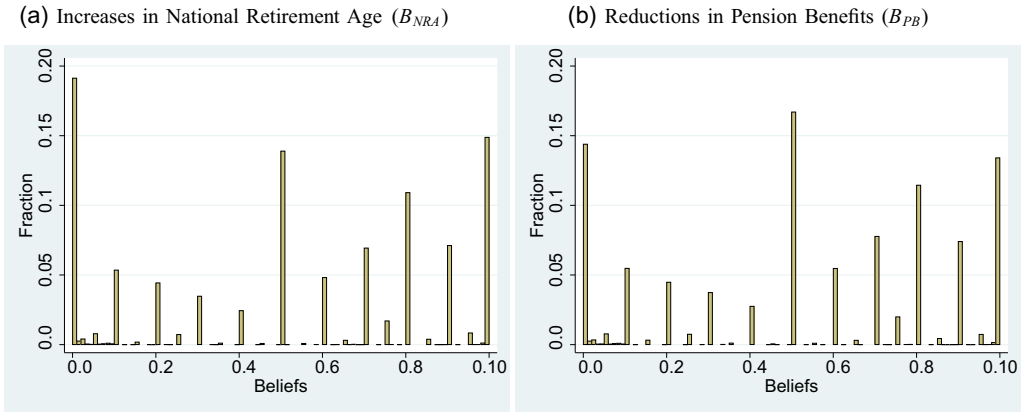 (a) Increases in National Retirement Age (B_NRA)
0.20
0.15
0.1
0.05
0.0
Fraction
0.0 0.2 0.4 0.6 0.8 0.10
Beliefs
(b) Reductions in Pension Benefits (B_PB)
0.20
0.15
0.1
0.05
0.0
Fraction
0.0 0.2 0.4 0.6 0.8 0.10
Beliefs